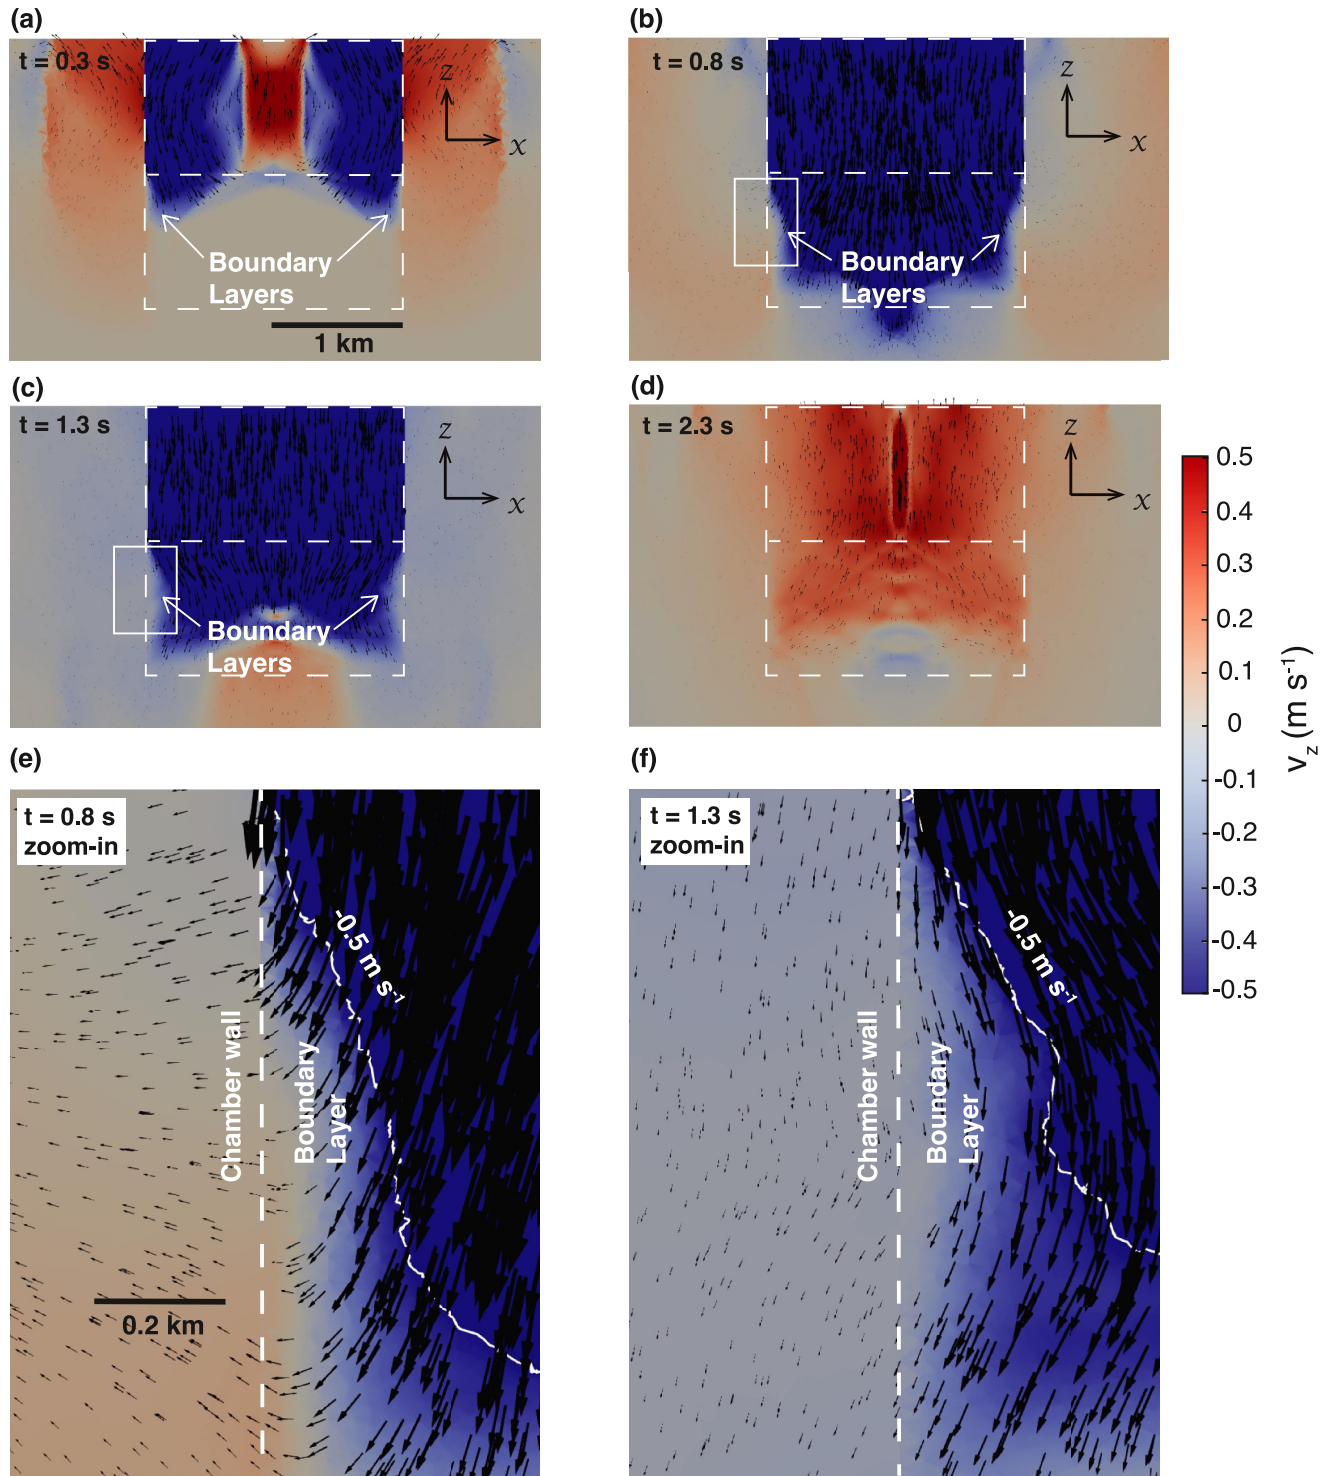 (a)
t = 0.3 s
z
x
Boundary
Layers
1 km
(b)
t = 0.8 s
z
x
Boundary
Layers
(c)
t = 1.3 s
z
x
Boundary
Layers
(d)
t = 2.3 s
z
x
0.5
0.4
0.3
0.2
0.1
0
-0.1
-0.2
-0.3
-0.4
-0.5
v_z (m s⁻¹)
(e)
t = 0.8 s
zoom-in
-0.5 m s⁻¹
Chamber wall
Boundary
Layer
0.2 km
(f)
t = 1.3 s
zoom-in
-0.5 m s⁻¹
Chamber wall
Boundary
Layer